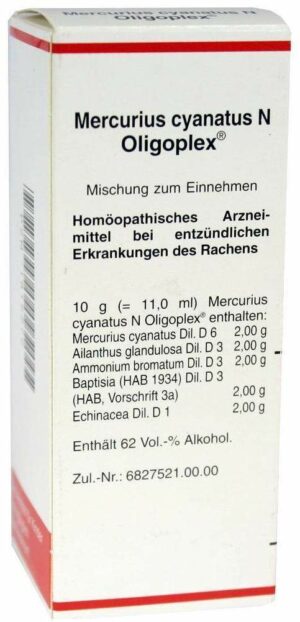 Mercurius cyanatus N
Oligoplex®
Mischung zum Einnehmen
Homöopathisches Arznei-
mittel bei entzündlichen
Erkrankungen des Rachens
10 g (= 11,0 ml) Mercurius
cyanatus N Oligoplex® enthalten:
Mercurius cyanatus Dil. D 6 2,00 g
Ailanthus glandulosa Dil. D 3 2,00 g
Ammonium bromatum Dil. D 3 2,00 g
Baptisia (HAB 1934) Dil. D 3
(HAB, Vorschrift 3a) 2,00 g
Echinacea Dil. D 1 2,00 g
Enthält 62 Vol.-% Alkohol.
Zul.-Nr.: 6827521.00.00